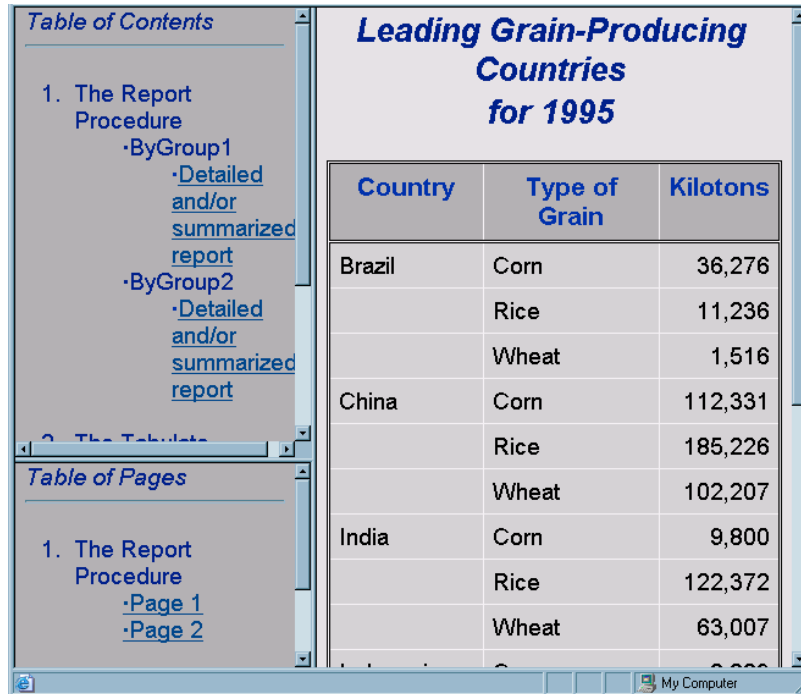 Table of Contents
1. The Report
Procedure
·ByGroup1
·Detailed
and/or
summarized
report
·ByGroup2
·Detailed
and/or
summarized
report
2. The Tabulate
Table of Pages
1. The Report
Procedure
·Page 1
·Page 2
Leading Grain-Producing
Countries
for 1995
Country Type of Grain Kilotons
Brazil Corn 36,276
Rice 11,236
Wheat 1,516
China Corn 112,331
Rice 185,226
Wheat 102,207
India Corn 9,800
Rice 122,372
Wheat 63,007
My Computer